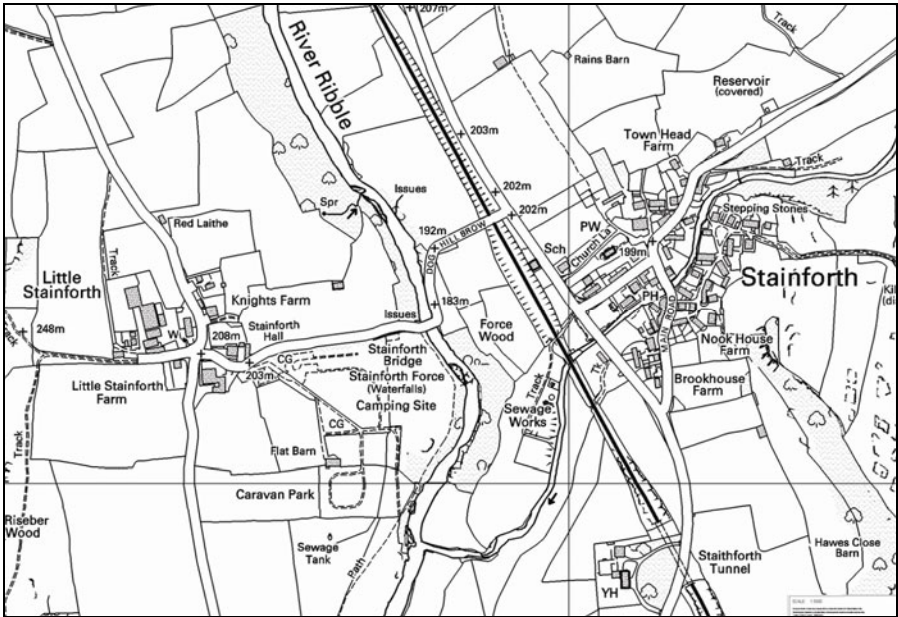 207m
Track
River Ribble
Rains Barn
Reservoir
(covered)
203m
Town Head
Farm
Track
Issues
202m
Spr
Stepping Stones
202m
PW
Red Laithe
192m
DOG HILL BROW
Sch
Church La
199m
Track
Little
Stainforth
Stainforth
Knights Farm
183m
PH
Issues
Force
Wood
MAIN ROAD
248m
W
208m
Stainforth
Hall
Track
Nook House
Farm
CG
Stainforth
Bridge
203m
Stainforth Force
(Waterfalls)
Tk
Little Stainforth
Farm
Brookhouse
Farm
Camping Site
Track
Sewage
Works
CG
Track
Flat Barn
Caravan Park
Riseber
Wood
Hawes Close
Barn
Sewage
Tank
Path
Staithforth
Tunnel
YH